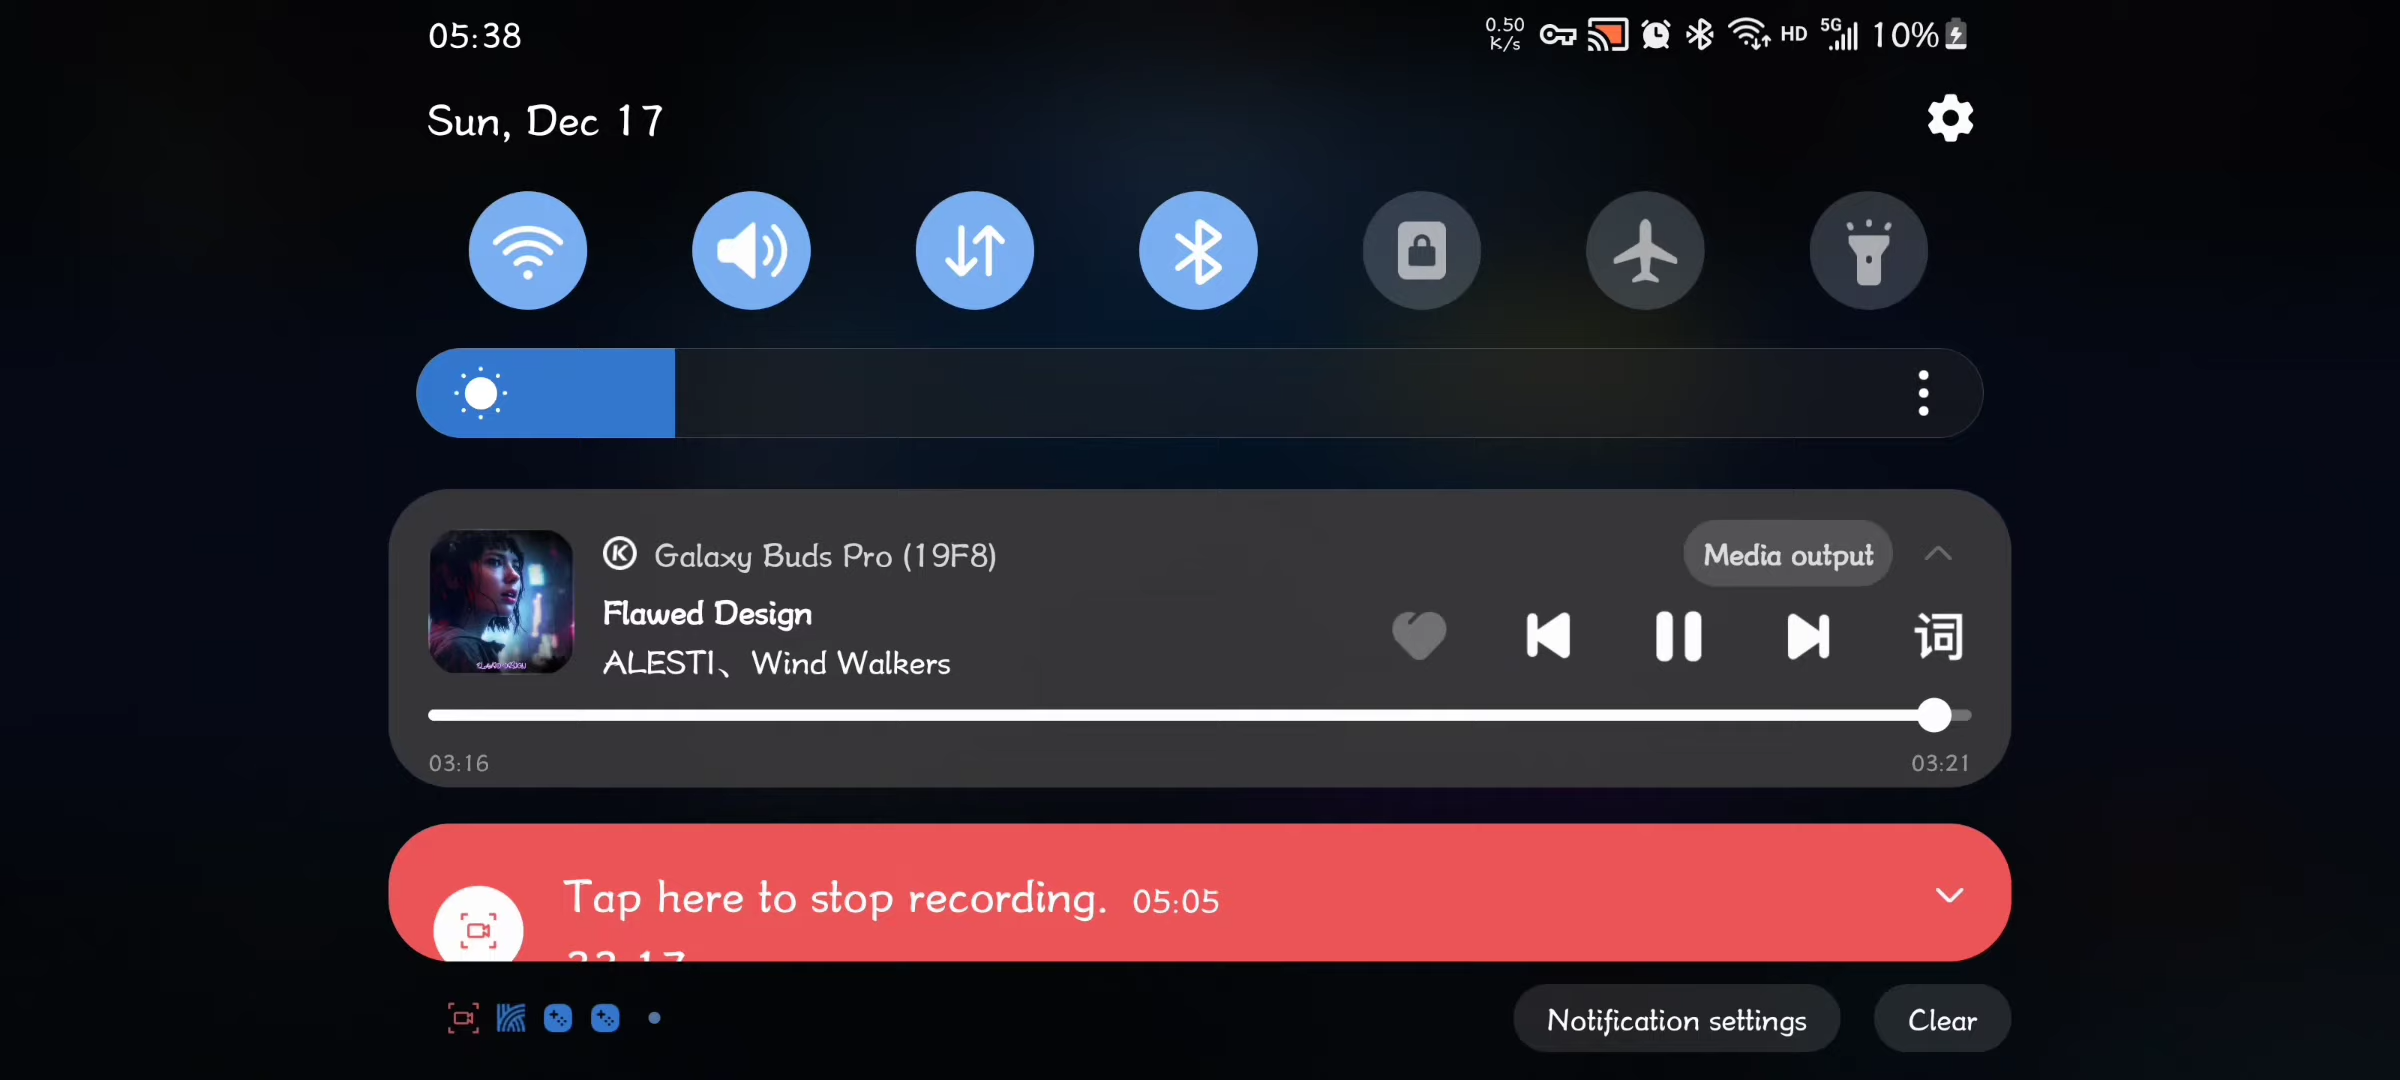 05:38
0.50 K/s HD 5G 10%
Sun, Dec 17
Galaxy Buds Pro (19F8)
Media output
Flawed Design
ALESTI、Wind Walkers
词
03:16
03:21
Tap here to stop recording. 05:05
Notification settings
Clear